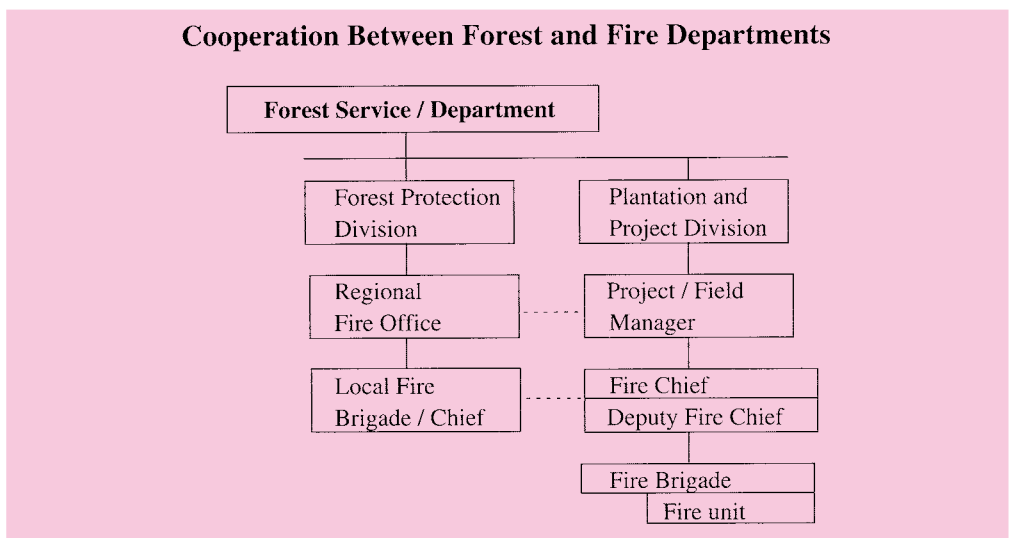 Cooperation Between Forest and Fire Departments
Forest Service / Department
Forest Protection
Division
Plantation and
Project Division
Regional
Fire Office
Project / Field
Manager
Local Fire
Brigade / Chief
Fire Chief
Deputy Fire Chief
Fire Brigade
Fire unit